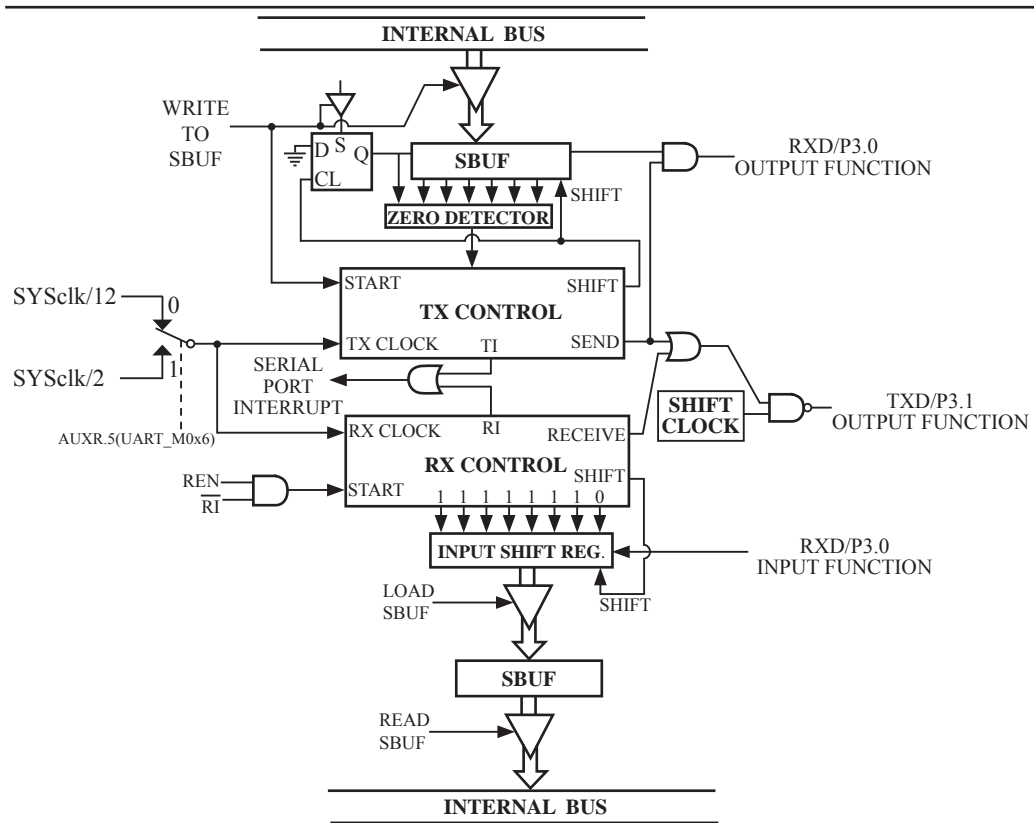 INTERNAL BUS
WRITE
TO
SBUF
D
S
Q
CL
SBUF
SHIFT
ZERO DETECTOR
RXD/P3.0
OUTPUT FUNCTION
START
SHIFT
TX CONTROL
TX CLOCK
TI
SEND
SYSclk/12
0
1
SYSclk/2
AUXR.5(UART_M0x6)
SERIAL
PORT
INTERRUPT
SHIFT
CLOCK
TXD/P3.1
OUTPUT FUNCTION
RX CLOCK
RI
RECEIVE
RX CONTROL
SHIFT
START
1 1 1 1 1 1 1 0
REN
RI
INPUT SHIFT REG.
RXD/P3.0
INPUT FUNCTION
SHIFT
LOAD
SBUF
SBUF
READ
SBUF
INTERNAL BUS